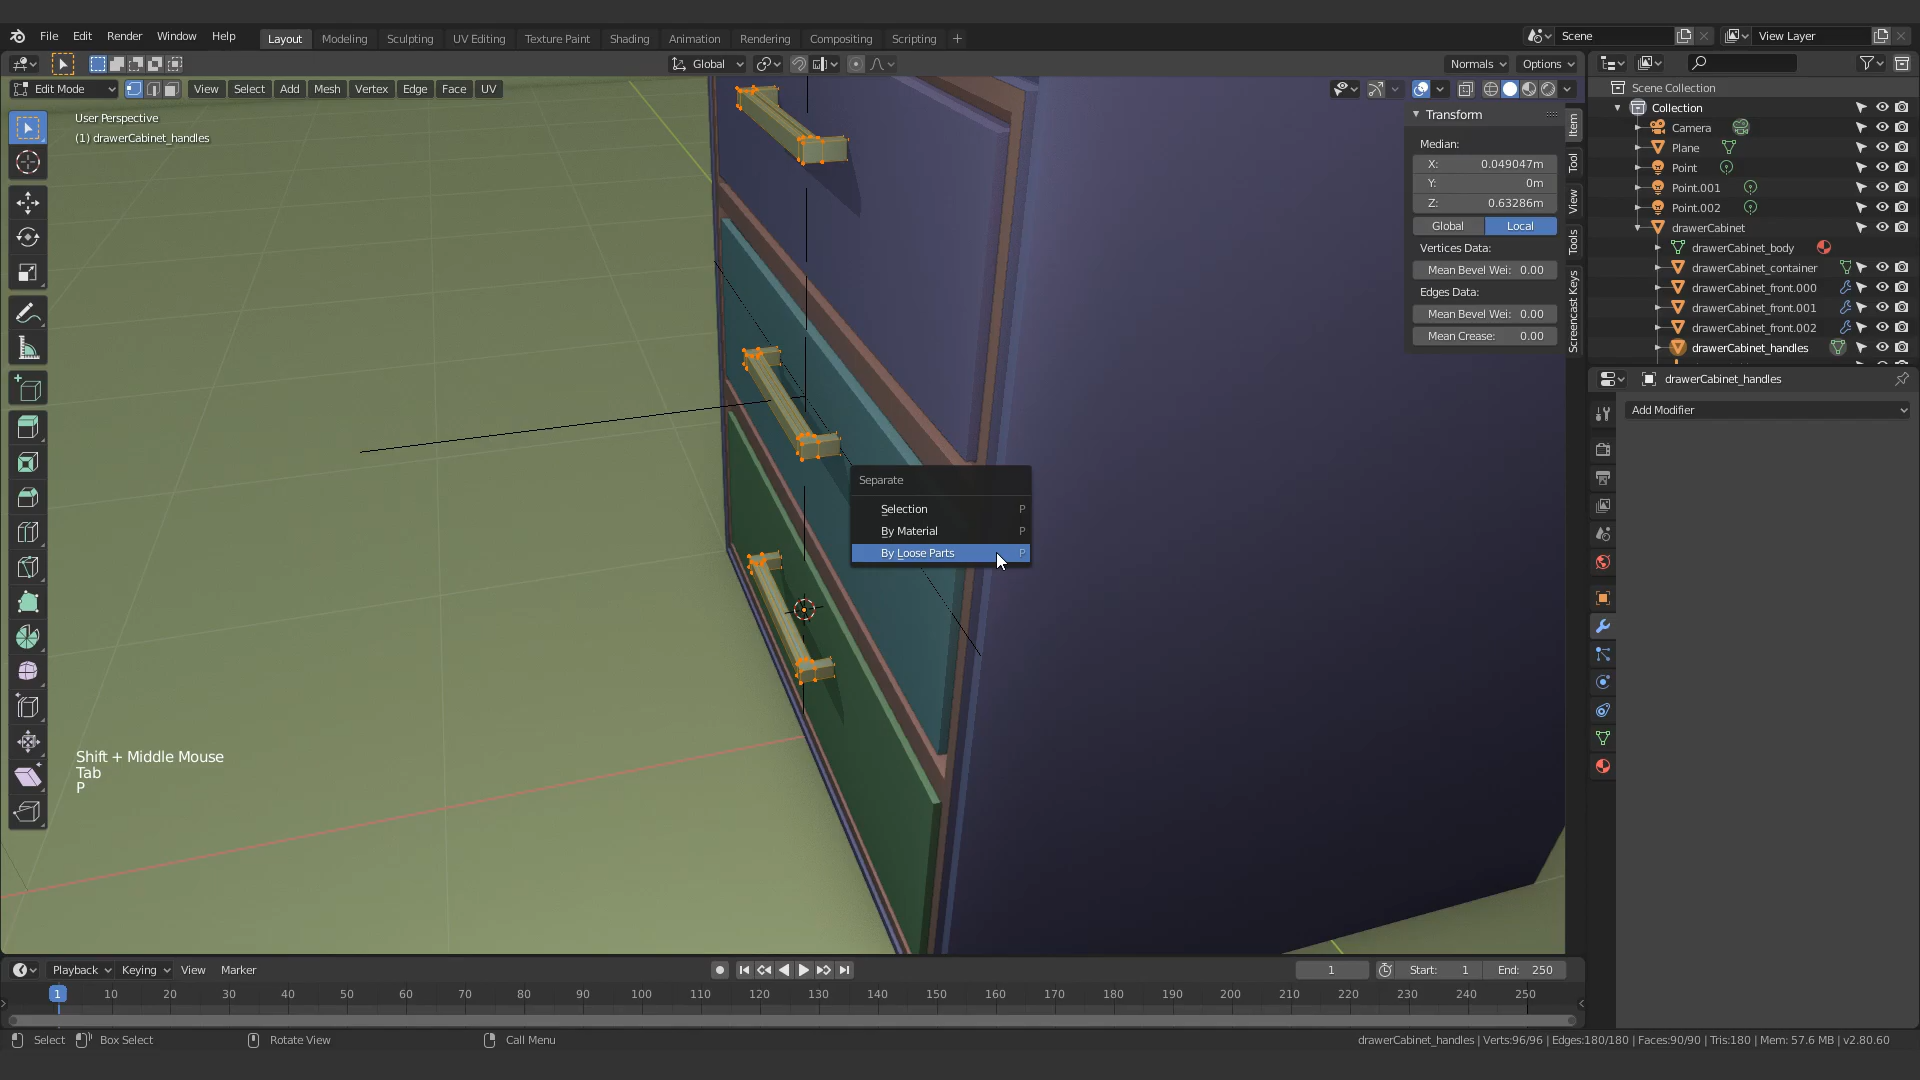 File Edit Render Window Help Layout Modeling Sculpting UV Editing Texture Paint Shading Animation Rendering Compositing Scripting + Scene View Layer
Global Normals Options
Edit Mode View Select Add Mesh Vertex Edge Face UV
User Perspective
(1) drawerCabinet_handles
Transform
Median:
X: 0.049047m
Y: 0m
Z: 0.63286m
Global Local
Vertices Data:
Mean Bevel Wei: 0.00
Edges Data:
Mean Bevel Wei: 0.00
Mean Crease: 0.00
Item
Tool
View
Tools
Screencast Keys
Scene Collection
Collection
Camera
Plane
Point
Point.001
Point.002
drawerCabinet
drawerCabinet_body
drawerCabinet_container
drawerCabinet_front.000
drawerCabinet_front.001
drawerCabinet_front.002
drawerCabinet_handles
drawerCabinet_handles
Add Modifier
Separate
Selection P
By Material P
By Loose Parts P
Shift + Middle Mouse
Tab
P
Playback Keying View Marker 1 Start: 1 End: 250
1 10 20 30 40 50 60 70 80 90 100 110 120 130 140 150 160 170 180 190 200 210 220 230 240 250
Select Box Select Rotate View Call Menu drawerCabinet_handles | Verts:96/96 | Edges:180/180 | Faces:90/90 | Tris:180 | Mem: 57.6 MB | v2.80.60